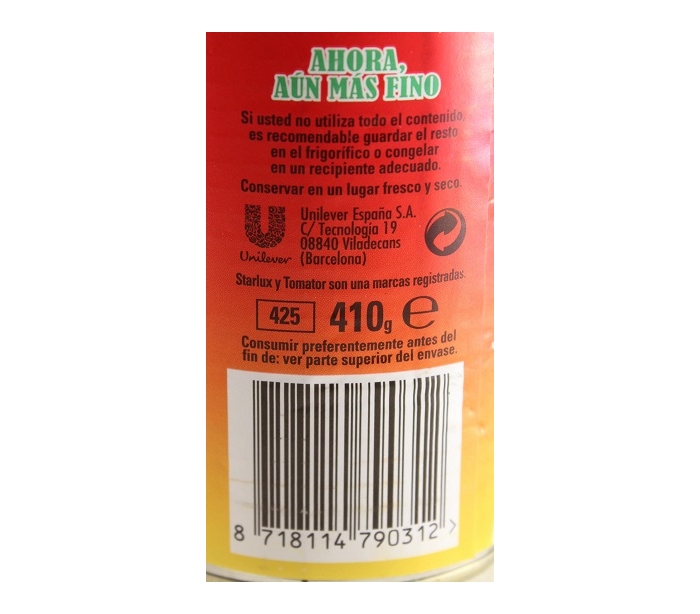 AHORA,
AÚN MÁS FINO
Si usted no utiliza todo el contenido,
es recomendable guardar el resto
en el frigorífico o congelar
en un recipiente adecuado.
Conservar en un lugar fresco y seco.
Unilever
Unilever España S.A.
C/ Tecnología 19
08840 Viladecans
(Barcelona)
Starlux y Tomator son una marcas registradas.
425 410g e
Consumir preferentemente antes del
fin de: ver parte superior del envase.
8 718114 790312 >